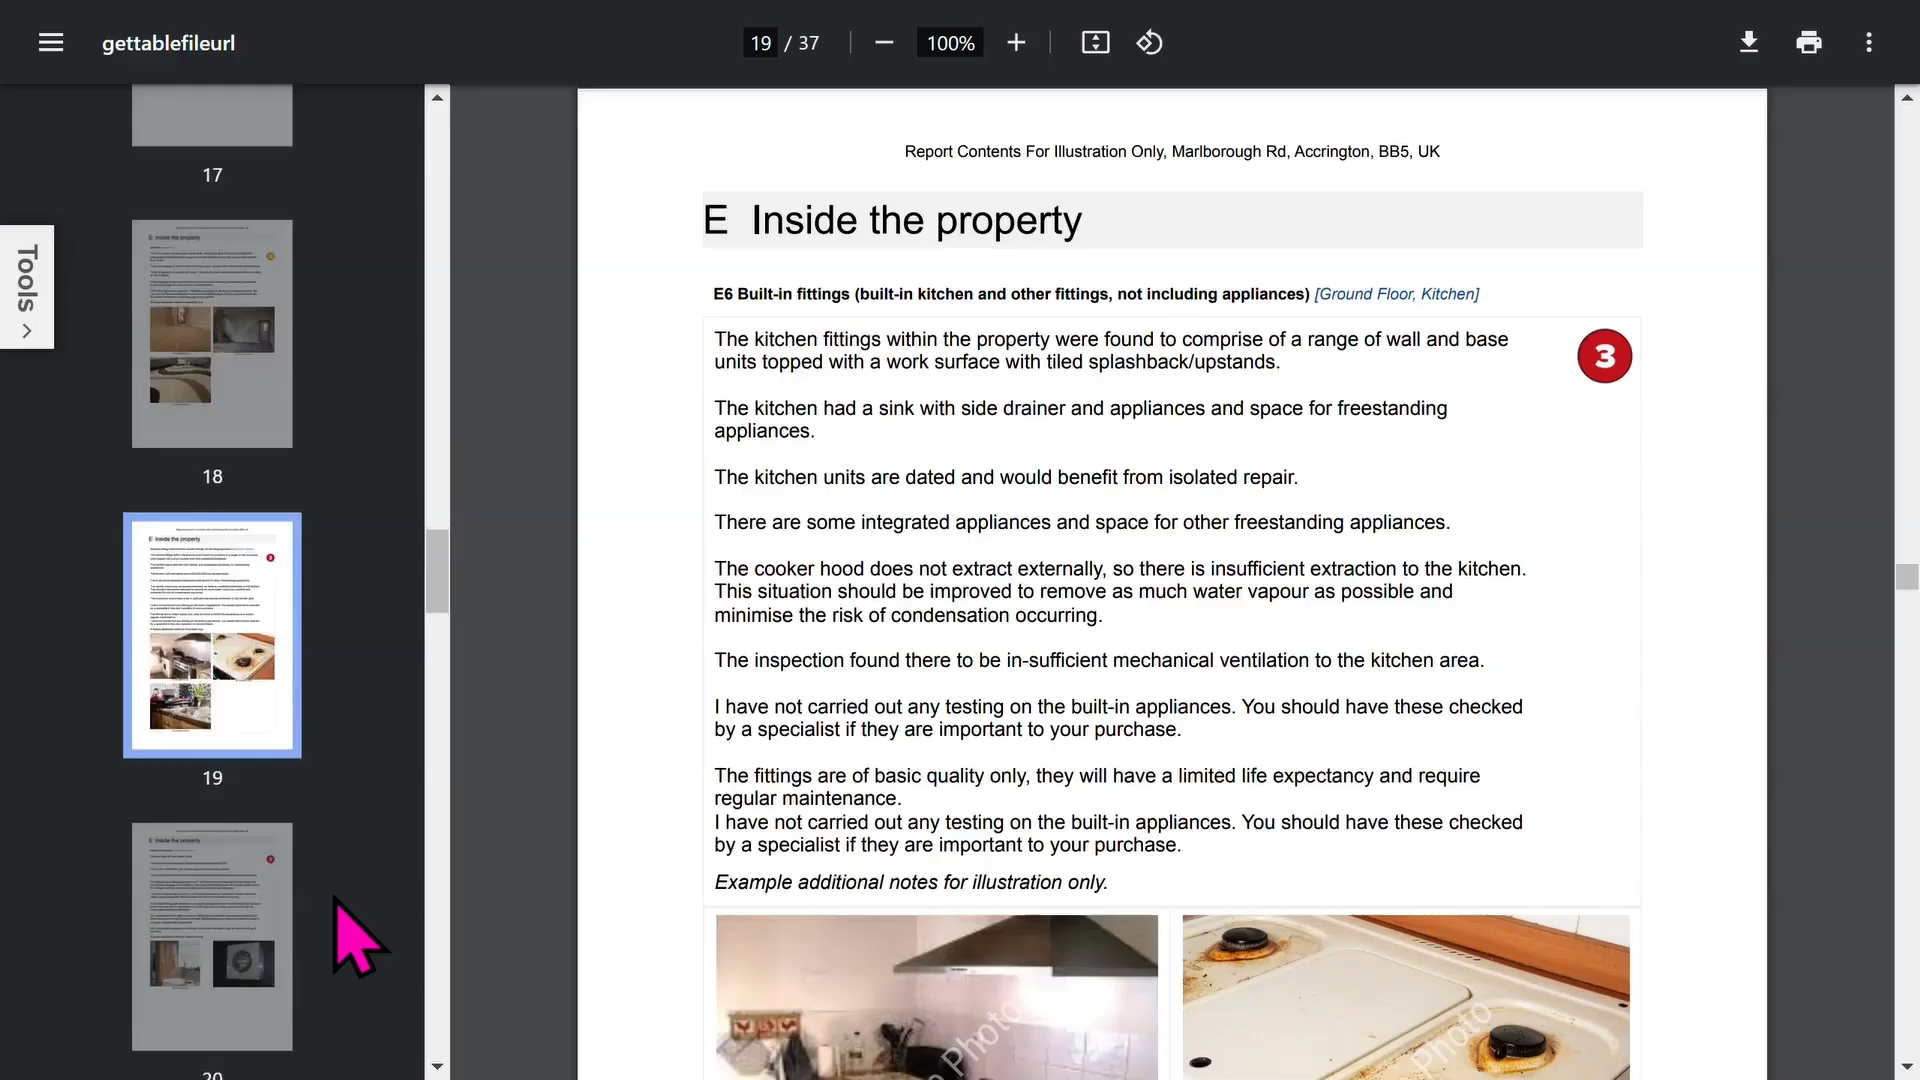 gettablefileurl
19 / 37
100%
17
Tools
18
19
20
Report Contents For Illustration Only, Marlborough Rd, Accrington, BB5, UK
E Inside the property
E6 Built-in fittings (built-in kitchen and other fittings, not including appliances) [Ground Floor, Kitchen]
3
The kitchen fittings within the property were found to comprise of a range of wall and base
units topped with a work surface with tiled splashback/upstands.
The kitchen had a sink with side drainer and appliances and space for freestanding
appliances.
The kitchen units are dated and would benefit from isolated repair.
There are some integrated appliances and space for other freestanding appliances.
The cooker hood does not extract externally, so there is insufficient extraction to the kitchen.
This situation should be improved to remove as much water vapour as possible and
minimise the risk of condensation occurring.
The inspection found there to be in-sufficient mechanical ventilation to the kitchen area.
I have not carried out any testing on the built-in appliances. You should have these checked
by a specialist if they are important to your purchase.
The fittings are of basic quality only, they will have a limited life expectancy and require
regular maintenance.
I have not carried out any testing on the built-in appliances. You should have these checked
by a specialist if they are important to your purchase.
Example additional notes for illustration only.
Photo
Photo